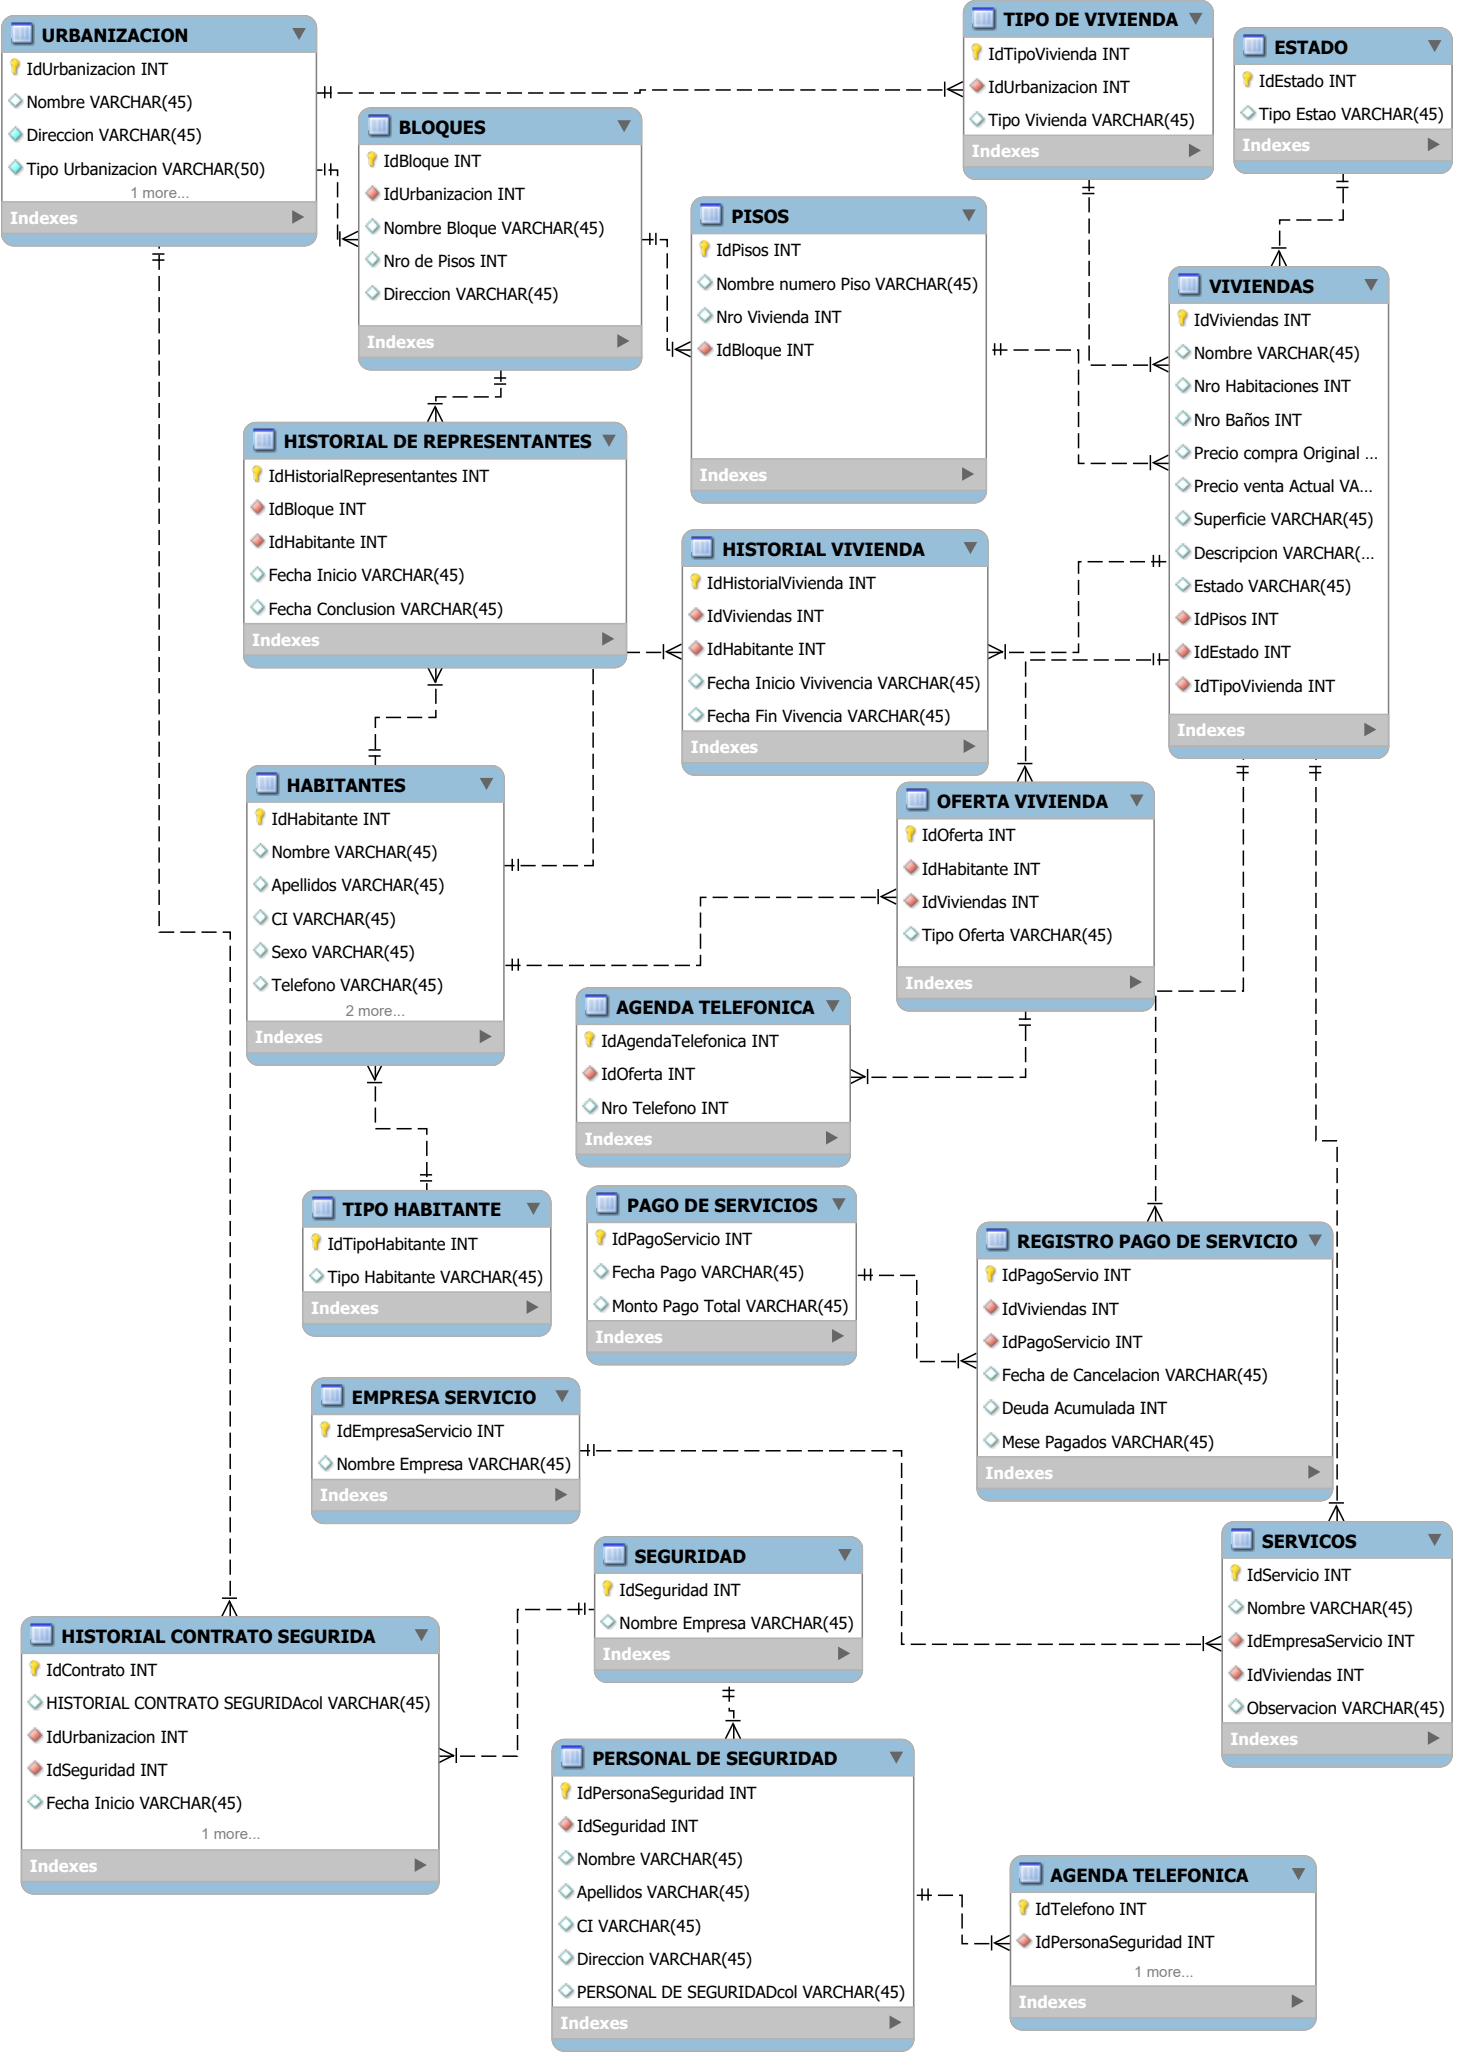 URBANIZACION
IdUrbanizacion INT
Nombre VARCHAR(45)
Direccion VARCHAR(45)
Tipo Urbanizacion VARCHAR(50)
1 more...
Indexes
TIPO DE VIVIENDA
IdTipoVivienda INT
IdUrbanizacion INT
Tipo Vivienda VARCHAR(45)
Indexes
ESTADO
IdEstado INT
Tipo Estao VARCHAR(45)
Indexes
BLOQUES
IdBloque INT
IdUrbanizacion INT
Nombre Bloque VARCHAR(45)
Nro de Pisos INT
Direccion VARCHAR(45)
Indexes
PISOS
IdPisos INT
Nombre numero Piso VARCHAR(45)
Nro Vivienda INT
IdBloque INT
Indexes
VIVIENDAS
IdViviendas INT
Nombre VARCHAR(45)
Nro Habitaciones INT
Nro Baños INT
Precio compra Original ...
Precio venta Actual VA...
Superficie VARCHAR(45)
Descripcion VARCHAR(...
Estado VARCHAR(45)
IdPisos INT
IdEstado INT
IdTipoVivienda INT
Indexes
HISTORIAL DE REPRESENTANTES
IdHistorialRepresentantes INT
IdBloque INT
IdHabitante INT
Fecha Inicio VARCHAR(45)
Fecha Conclusion VARCHAR(45)
Indexes
HISTORIAL VIVIENDA
IdHistorialVivienda INT
IdViviendas INT
IdHabitante INT
Fecha Inicio Vivivencia VARCHAR(45)
Fecha Fin Vivencia VARCHAR(45)
Indexes
HABITANTES
IdHabitante INT
Nombre VARCHAR(45)
Apellidos VARCHAR(45)
CI VARCHAR(45)
Sexo VARCHAR(45)
Telefono VARCHAR(45)
2 more...
Indexes
OFERTA VIVIENDA
IdOferta INT
IdHabitante INT
IdViviendas INT
Tipo Oferta VARCHAR(45)
Indexes
AGENDA TELEFONICA
IdAgendaTelefonica INT
IdOferta INT
Nro Telefono INT
Indexes
TIPO HABITANTE
IdTipoHabitante INT
Tipo Habitante VARCHAR(45)
Indexes
PAGO DE SERVICIOS
IdPagoServicio INT
Fecha Pago VARCHAR(45)
Monto Pago Total VARCHAR(45)
Indexes
REGISTRO PAGO DE SERVICIO
IdPagoServio INT
IdViviendas INT
IdPagoServicio INT
Fecha de Cancelacion VARCHAR(45)
Deuda Acumulada INT
Mese Pagados VARCHAR(45)
Indexes
EMPRESA SERVICIO
IdEmpresaServicio INT
Nombre Empresa VARCHAR(45)
Indexes
SEGURIDAD
IdSeguridad INT
Nombre Empresa VARCHAR(45)
Indexes
SERVICOS
IdServicio INT
Nombre VARCHAR(45)
IdEmpresaServicio INT
IdViviendas INT
Observacion VARCHAR(45)
Indexes
HISTORIAL CONTRATO SEGURIDA
IdContrato INT
HISTORIAL CONTRATO SEGURIDAcol VARCHAR(45)
IdUrbanizacion INT
IdSeguridad INT
Fecha Inicio VARCHAR(45)
1 more...
Indexes
PERSONAL DE SEGURIDAD
IdPersonaSeguridad INT
IdSeguridad INT
Nombre VARCHAR(45)
Apellidos VARCHAR(45)
CI VARCHAR(45)
Direccion VARCHAR(45)
PERSONAL DE SEGURIDADcol VARCHAR(45)
Indexes
AGENDA TELEFONICA
IdTelefono INT
IdPersonaSeguridad INT
1 more...
Indexes